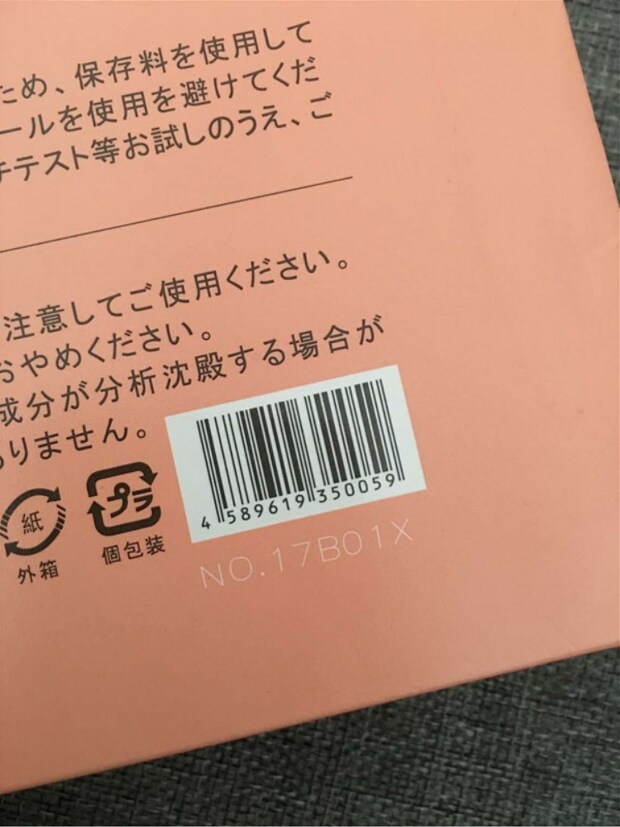 ため、保存料を使用して
ールを使用を避けてくだ
チテスト等お試しのうえ、ご
注意してご使用ください。
おやめください。
成分が分析沈殿する場合が
ありません。
紙
外箱
プラ
個包装
4 589619 350059
NO.17B01X